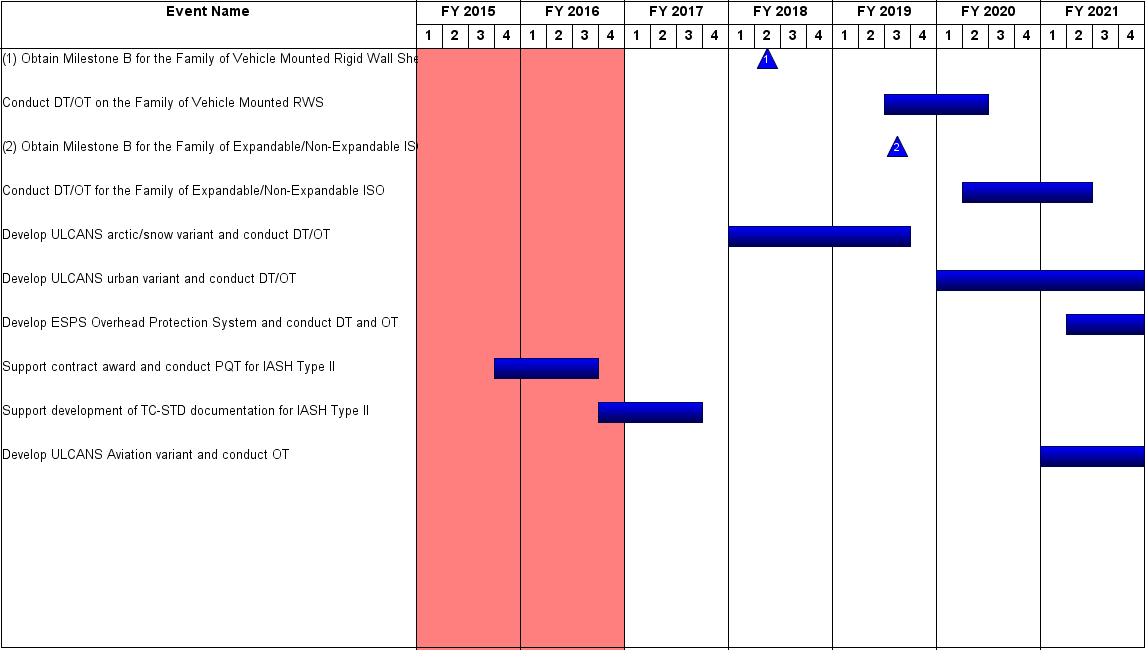 Event Name FY 2015 FY 2016 FY 2017 FY 2018 FY 2019 FY 2020 FY 2021
1 2 3 4 1 2 3 4 1 2 3 4 1 2 3 4 1 2 3 4 1 2 3 4 1 2 3 4
(1) Obtain Milestone B for the Family of Vehicle Mounted Rigid Wall She 1
Conduct DT/OT on the Family of Vehicle Mounted RWS
(2) Obtain Milestone B for the Family of Expandable/Non-Expandable IS 2
Conduct DT/OT for the Family of Expandable/Non-Expandable ISO
Develop ULCANS arctic/snow variant and conduct DT/OT
Develop ULCANS urban variant and conduct DT/OT
Develop ESPS Overhead Protection System and conduct DT and OT
Support contract award and conduct PQT for IASH Type II
Support development of TC-STD documentation for IASH Type II
Develop ULCANS Aviation variant and conduct OT